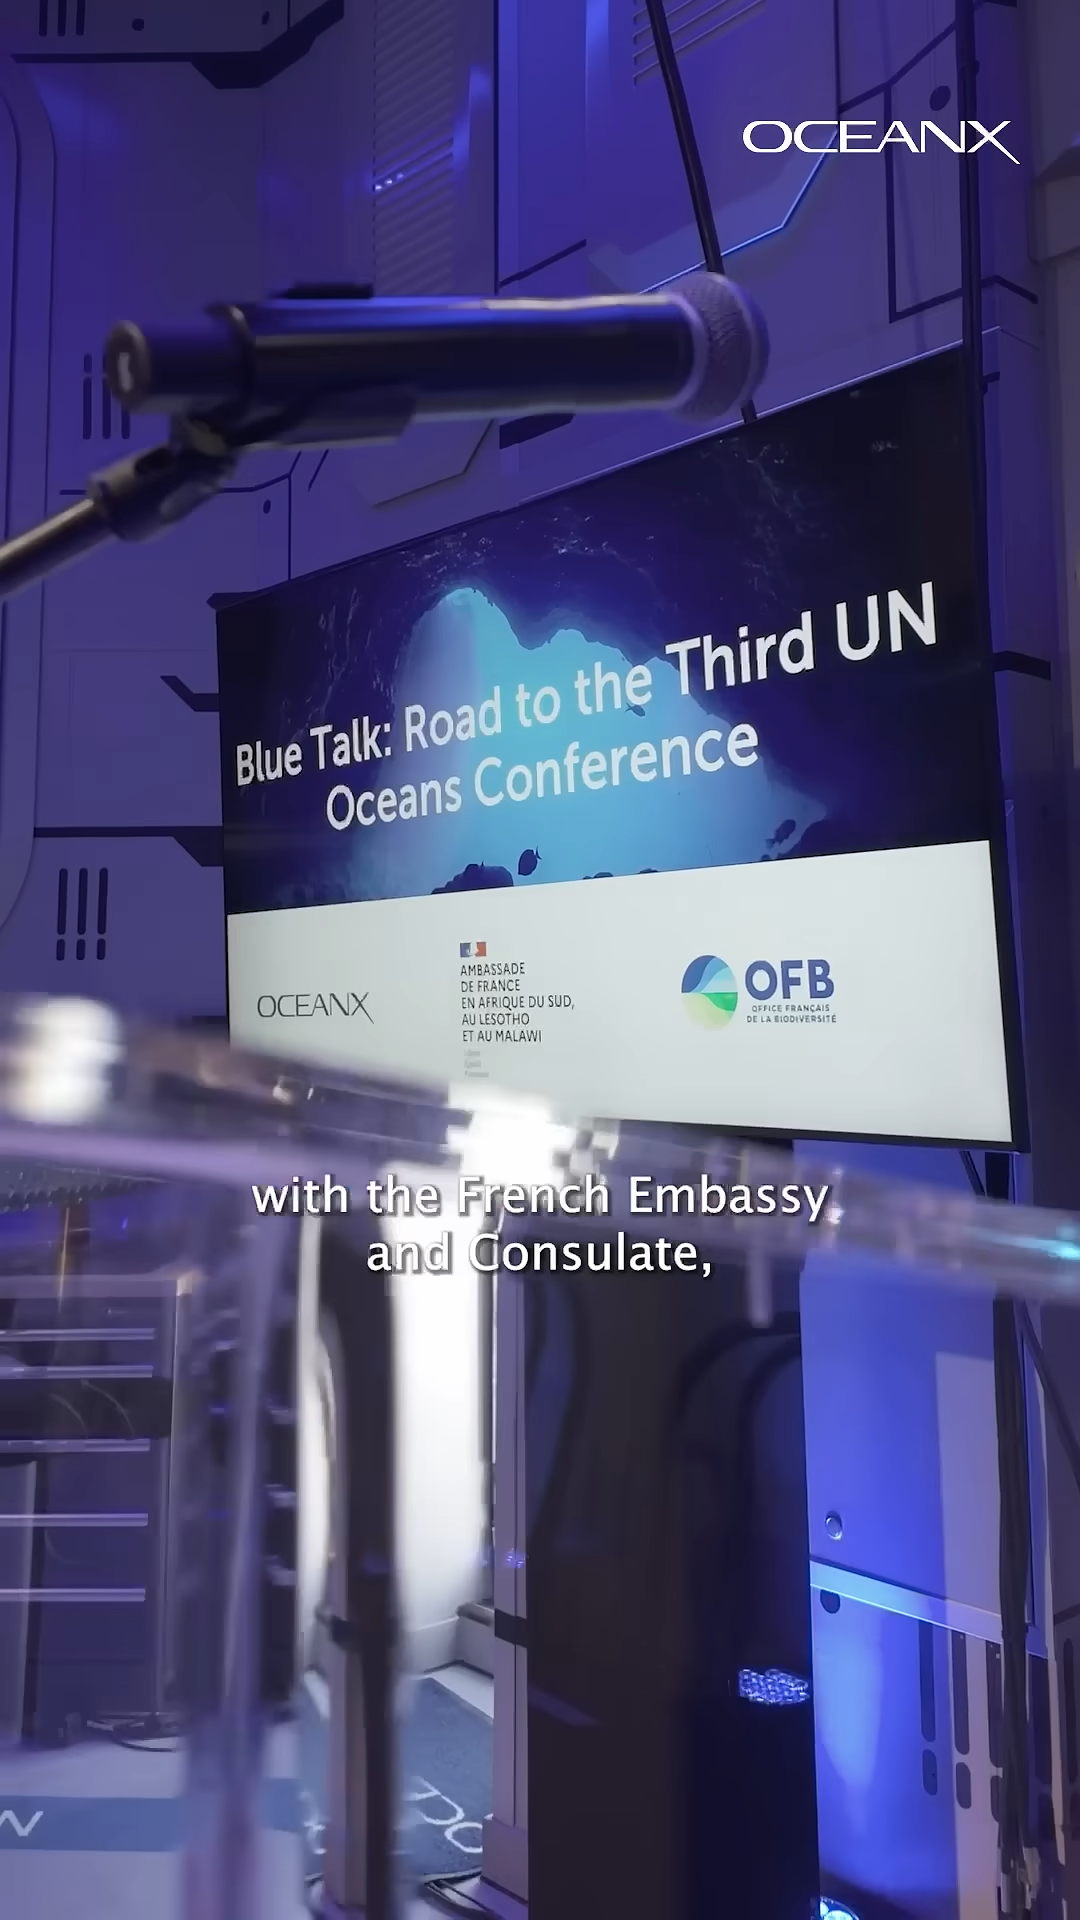 OCEANX
Blue Talk: Road to the Third UN
Oceans Conference
OCEANX
AMBASSADE
DE FRANCE
EN AFRIQUE DU SUD,
AU LESOTHO
ET AU MALAWI
OFB
OFFICE FRANÇAIS
DE LA BIODIVERSITÉ
with the French Embassy
and Consulate,